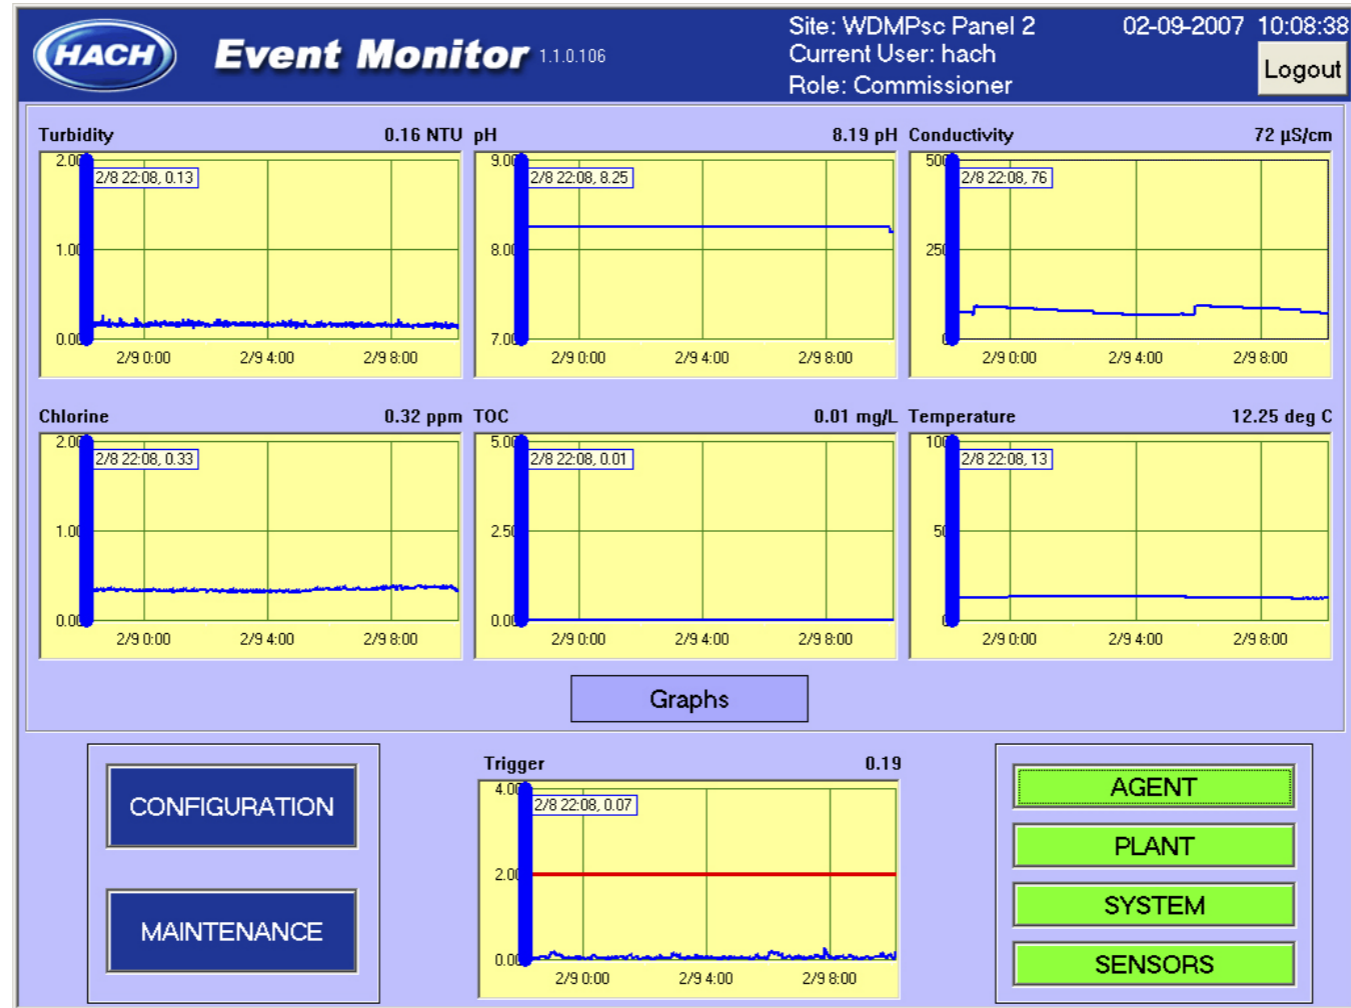 HACH
Event Monitor 1.1.0.106
Site: WDMPsc Panel 2
Current User: hach
Role: Commissioner
02-09-2007 10:08:38
Logout
Turbidity 0.16 NTU
2.00
2/8 22:08, 0.13
1.00
0.00
2/9 0:00 2/9 4:00 2/9 8:00
pH 8.19 pH
9.00
2/8 22:08, 8.25
8.00
7.00
2/9 0:00 2/9 4:00 2/9 8:00
Conductivity 72 µS/cm
500
2/8 22:08, 76
250
0
2/9 0:00 2/9 4:00 2/9 8:00
Chlorine 0.32 ppm
2.00
2/8 22:08, 0.33
1.00
0.00
2/9 0:00 2/9 4:00 2/9 8:00
TOC 0.01 mg/L
5.00
2/8 22:08, 0.01
2.50
0.00
2/9 0:00 2/9 4:00 2/9 8:00
Temperature 12.25 deg C
100
2/8 22:08, 13
50
0
2/9 0:00 2/9 4:00 2/9 8:00
Graphs
CONFIGURATION
MAINTENANCE
Trigger 0.19
4.00
2/8 22:08, 0.07
2.00
0.00
2/9 0:00 2/9 4:00 2/9 8:00
AGENT
PLANT
SYSTEM
SENSORS